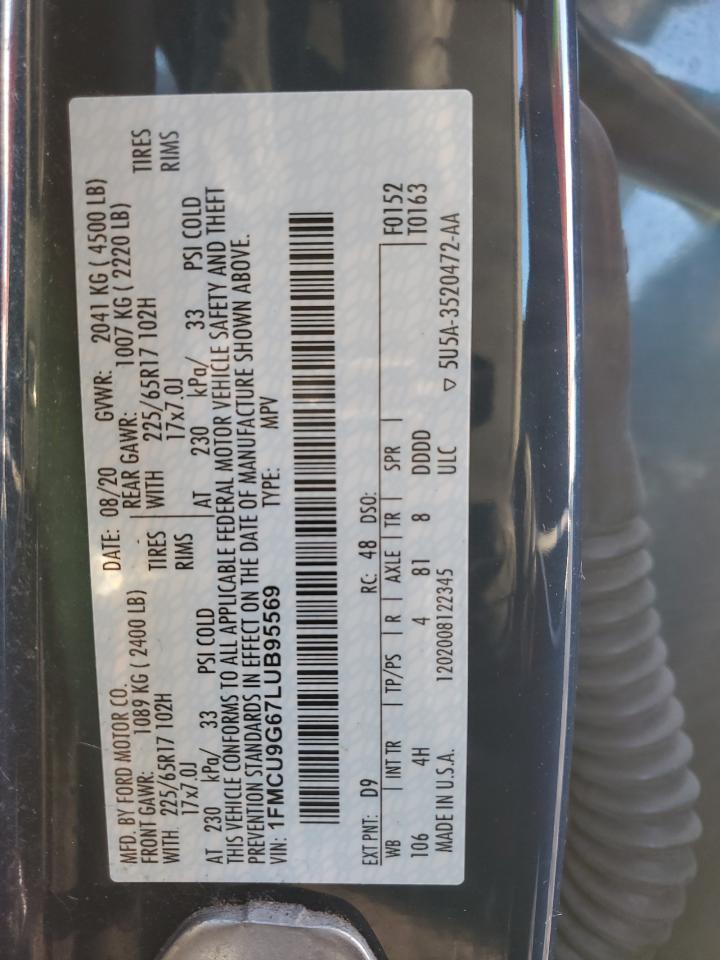 MFD. BY FORD MOTOR CO. DATE: 08/20 GVWR: 2041 KG ( 4500 LB)
FRONT GAWR: 1089 KG ( 2400 LB) REAR GAWR: 1007 KG ( 2220 LB)
WITH 225/65R17 102H TIRES WITH 225/65R17 102H TIRES
17x7.0J RIMS 17x7.0J RIMS
AT 230 kPa/ 33 PSI COLD AT 230 kPa/ 33 PSI COLD
THIS VEHICLE CONFORMS TO ALL APPLICABLE FEDERAL MOTOR VEHICLE SAFETY AND THEFT
PREVENTION STANDARDS IN EFFECT ON THE DATE OF MANUFACTURE SHOWN ABOVE.
VIN: 1FMCU9G67LUB95569 TYPE: MPV
EXT PNT: D9 RC: 48 DSO: F0152
WB INT TR TP/PS R AXLE TR SPR T0163
106 4H 4 81 8 DDDD
MADE IN U.S.A. 1202008122345 ULC ▽ 5U5A-3520472-AA